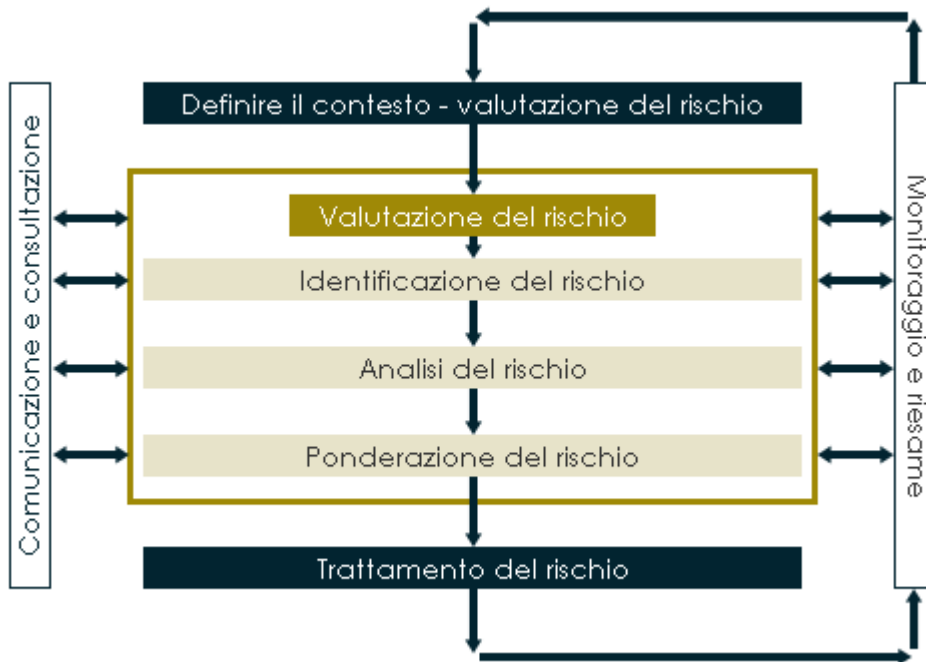 Definire il contesto - valutazione del rischio
Comunicazione e consultazione
Valutazione del rischio
Identificazione del rischio
Analisi del rischio
Ponderazione del rischio
Trattamento del rischio
Monitoraggio e riesame